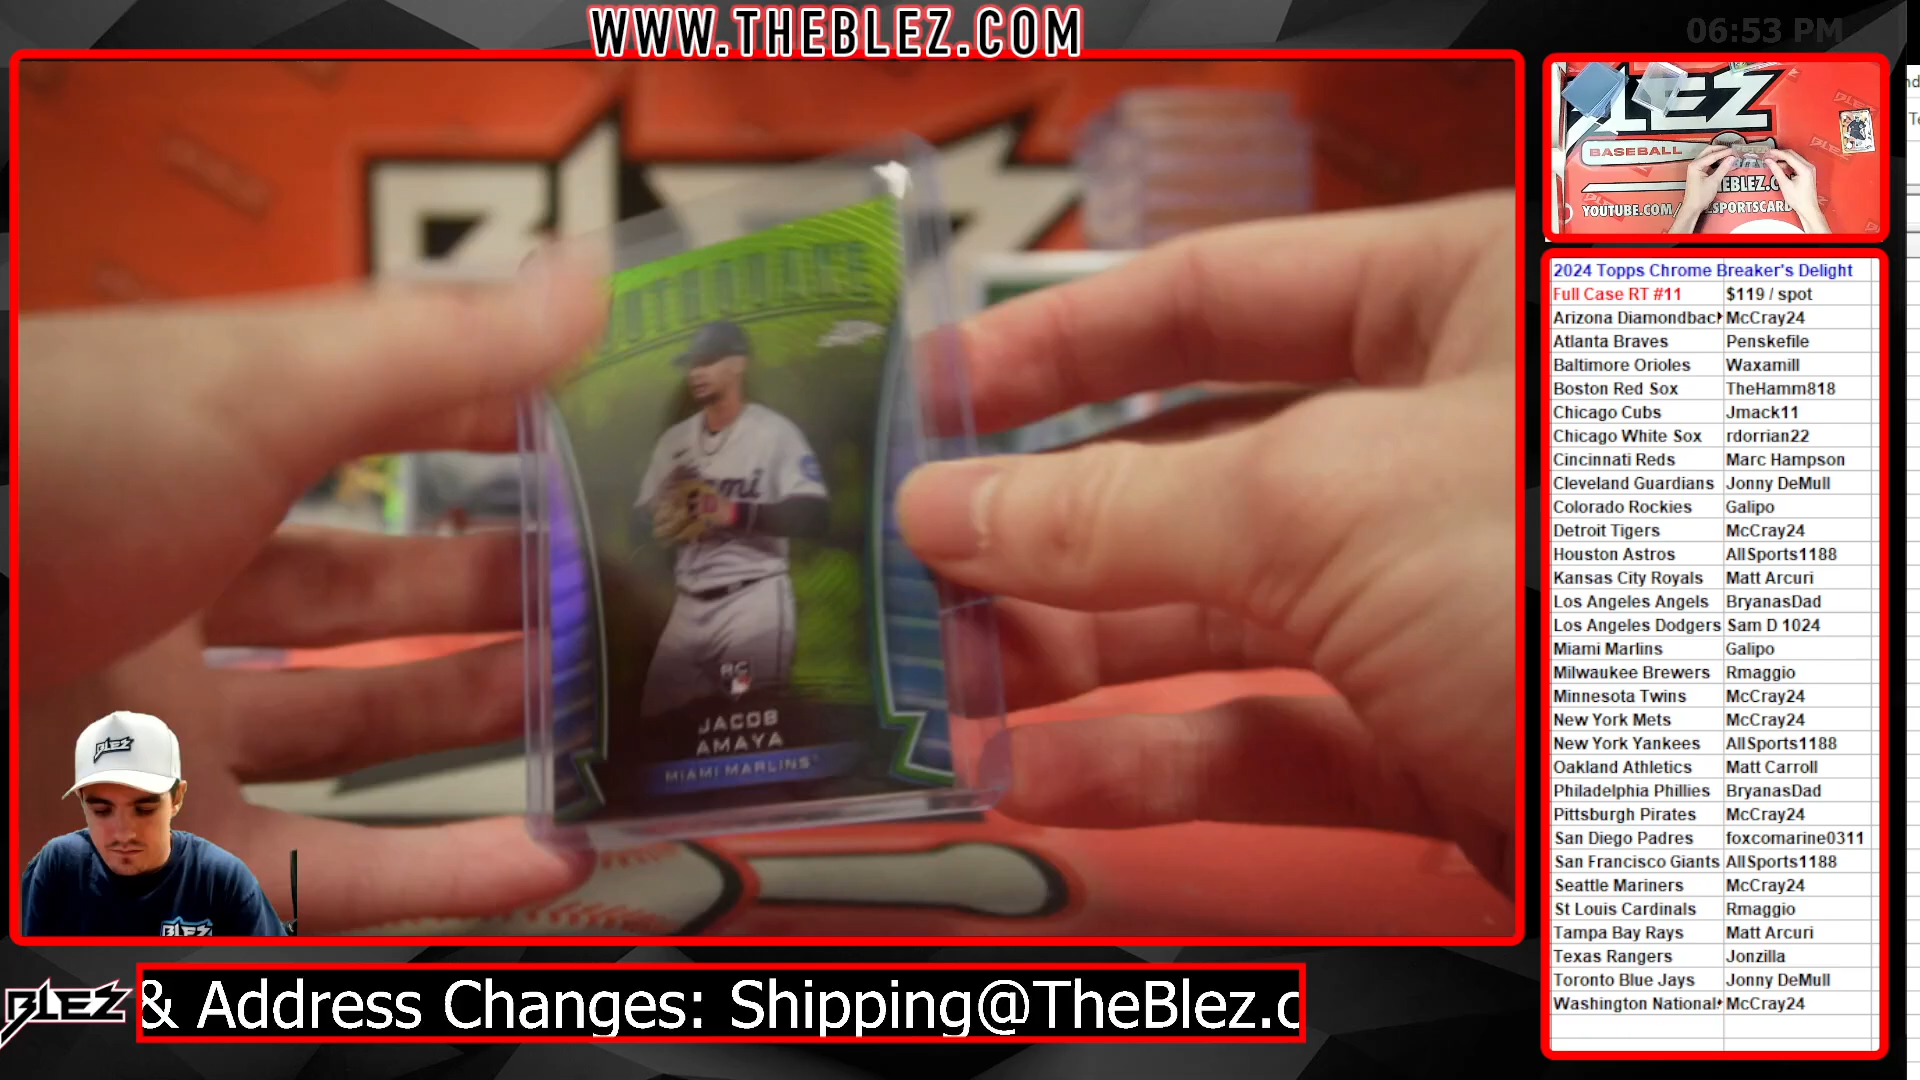 WWW.THEBLEZ.COM
06:53 PM
BLEZ
BASEBALL
THEBLEZ.C
YOUTUBE.COM/
ESPORTSCARD
RC
JACOB
AMAYA
MIAMI MARLINS
BLEZ
BLEZ
2024 Topps Chrome Breaker's Delight
Full Case RT #11 $119 / spot
Arizona Diamondback McCray24
Atlanta Braves Penskefile
Baltimore Orioles Waxamill
Boston Red Sox TheHamm818
Chicago Cubs Jmack11
Chicago White Sox rdorrian22
Cincinnati Reds Marc Hampson
Cleveland Guardians Jonny DeMull
Colorado Rockies Galipo
Detroit Tigers McCray24
Houston Astros AllSports1188
Kansas City Royals Matt Arcuri
Los Angeles Angels BryanasDad
Los Angeles Dodgers Sam D 1024
Miami Marlins Galipo
Milwaukee Brewers Rmaggio
Minnesota Twins McCray24
New York Mets McCray24
New York Yankees AllSports1188
Oakland Athletics Matt Carroll
Philadelphia Phillies BryanasDad
Pittsburgh Pirates McCray24
San Diego Padres foxcomarine0311
San Francisco Giants AllSports1188
Seattle Mariners McCray24
St Louis Cardinals Rmaggio
Tampa Bay Rays Matt Arcuri
Texas Rangers Jonzilla
Toronto Blue Jays Jonny DeMull
Washington National McCray24
BLEZ
& Address Changes: Shipping@TheBlez.c